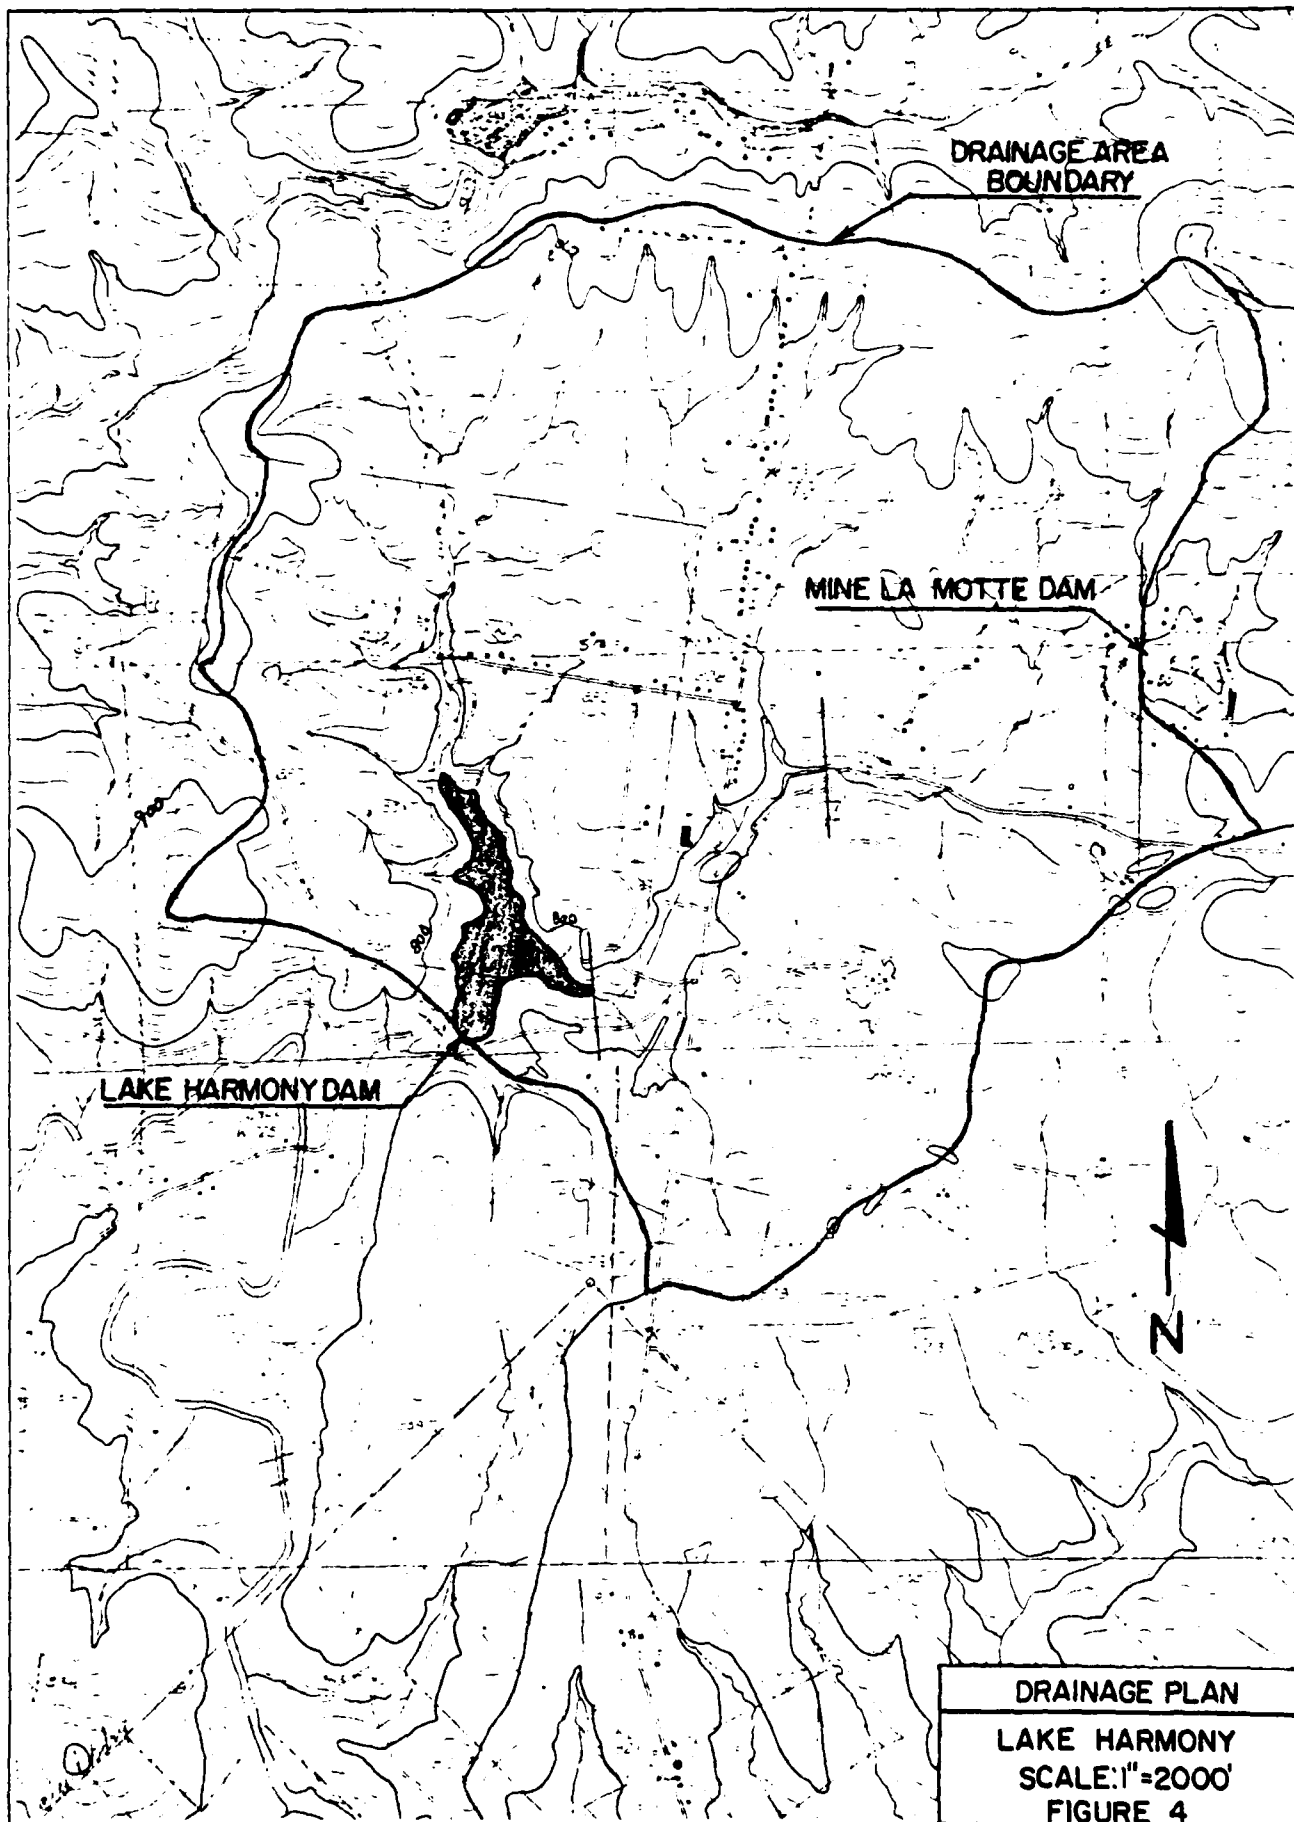 DRAINAGE AREA
BOUNDARY
MINE LA MOTTE DAM
900
800
800
LAKE HARMONY DAM
N
DRAINAGE PLAN
LAKE HARMONY
SCALE: 1"=2000'
FIGURE 4